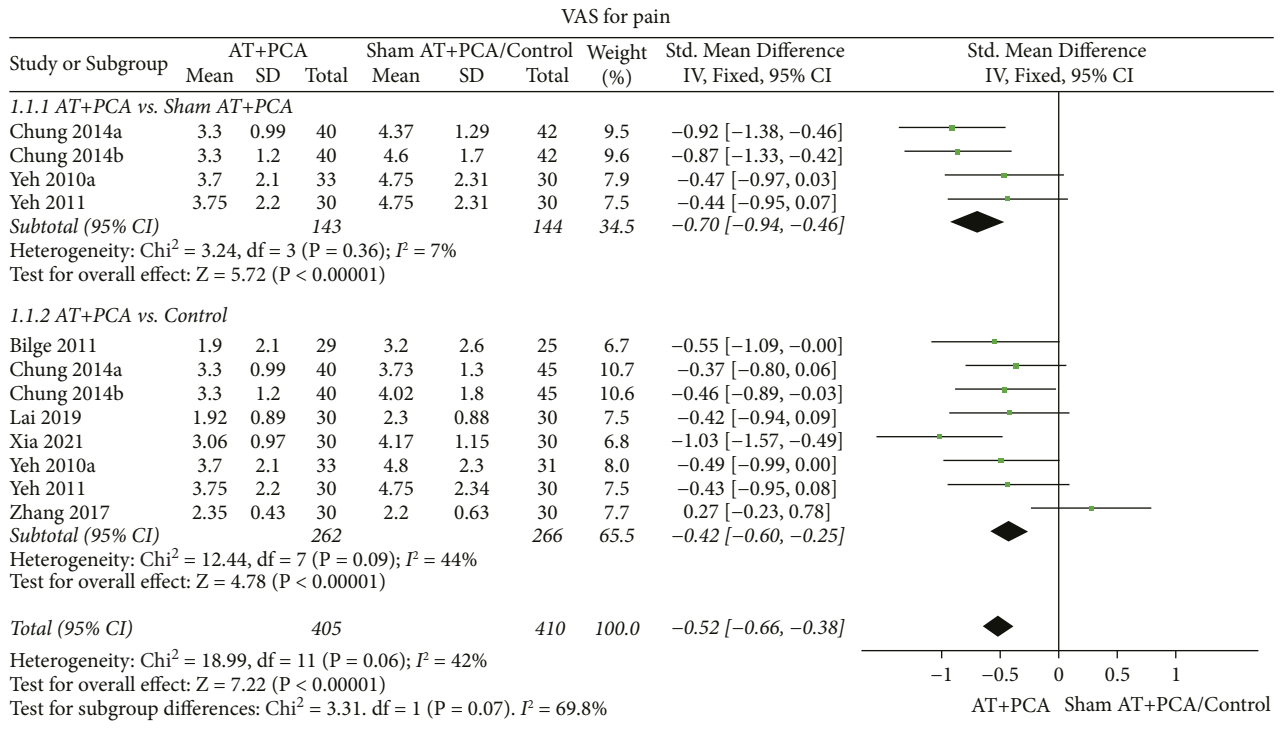 VAS for pain
Study or Subgroup AT+PCA Sham AT+PCA/Control Weight (%) Std. Mean Difference Std. Mean Difference
Mean SD Total Mean SD Total IV, Fixed, 95% CI IV, Fixed, 95% CI
1.1.1 AT+PCA vs. Sham AT+PCA
Chung 2014a 3.3 0.99 40 4.37 1.29 42 9.5 −0.92 [−1.38, −0.46]
Chung 2014b 3.3 1.2 40 4.6 1.7 42 9.6 −0.87 [−1.33, −0.42]
Yeh 2010a 3.7 2.1 33 4.75 2.31 30 7.9 −0.47 [−0.97, 0.03]
Yeh 2011 3.75 2.2 30 4.75 2.31 30 7.5 −0.44 [−0.95, 0.07]
Subtotal (95% CI) 143 144 34.5 −0.70 [−0.94, −0.46]
Heterogeneity: Chi² = 3.24, df = 3 (P = 0.36); I² = 7%
Test for overall effect: Z = 5.72 (P < 0.00001)
1.1.2 AT+PCA vs. Control
Bilge 2011 1.9 2.1 29 3.2 2.6 25 6.7 −0.55 [−1.09, −0.00]
Chung 2014a 3.3 0.99 40 3.73 1.3 45 10.7 −0.37 [−0.80, 0.06]
Chung 2014b 3.3 1.2 40 4.02 1.8 45 10.6 −0.46 [−0.89, −0.03]
Lai 2019 1.92 0.89 30 2.3 0.88 30 7.5 −0.42 [−0.94, 0.09]
Xia 2021 3.06 0.97 30 4.17 1.15 30 6.8 −1.03 [−1.57, −0.49]
Yeh 2010a 3.7 2.1 33 4.8 2.3 31 8.0 −0.49 [−0.99, 0.00]
Yeh 2011 3.75 2.2 30 4.75 2.34 30 7.5 −0.43 [−0.95, 0.08]
Zhang 2017 2.35 0.43 30 2.2 0.63 30 7.7 0.27 [−0.23, 0.78]
Subtotal (95% CI) 262 266 65.5 −0.42 [−0.60, −0.25]
Heterogeneity: Chi² = 12.44, df = 7 (P = 0.09); I² = 44%
Test for overall effect: Z = 4.78 (P < 0.00001)
Total (95% CI) 405 410 100.0 −0.52 [−0.66, −0.38]
Heterogeneity: Chi² = 18.99, df = 11 (P = 0.06); I² = 42%
Test for overall effect: Z = 7.22 (P < 0.00001)
Test for subgroup differences: Chi² = 3.31. df = 1 (P = 0.07). I² = 69.8%
−1 −0.5 0 0.5 1
AT+PCA Sham AT+PCA/Control